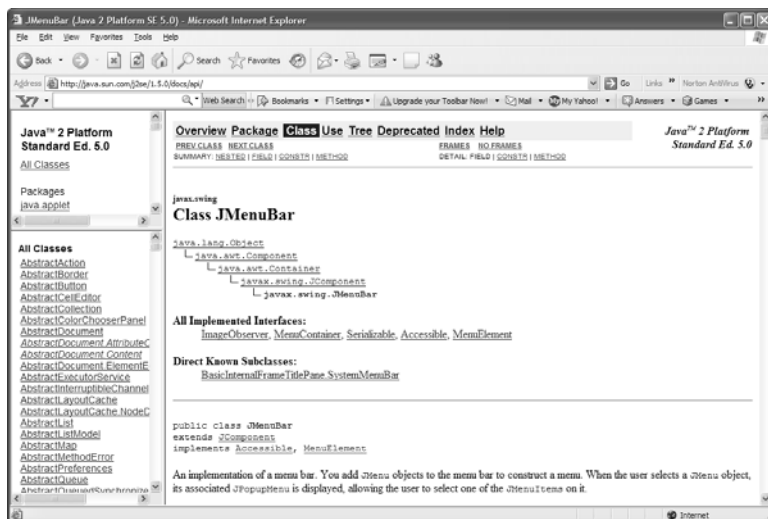 JMenuBar (Java 2 Platform SE 5.0) - Microsoft Internet Explorer
File Edit View Favorites Tools Help
Back Search Favorites
Address http://java.sun.com/j2se/1.5.0/docs/api/ Go Links » Norton AntiVirus
Y7 Web Search Bookmarks Settings Upgrade your Toolbar Now! Mail My Yahoo! Answers Games »
Java™ 2 Platform
Standard Ed. 5.0
All Classes
Packages
java.applet
All Classes
AbstractAction
AbstractBorder
AbstractButton
AbstractCellEditor
AbstractCollection
AbstractColorChooserPanel
AbstractDocument
AbstractDocument.AttributeC
AbstractDocument.Content
AbstractDocument.ElementE
AbstractExecutorService
AbstractInterruptibleChannel
AbstractLayoutCache
AbstractLayoutCache.NodeD
AbstractList
AbstractListModel
AbstractMap
AbstractMethodError
AbstractPreferences
AbstractQueue
AbstractQueuedSynchronize
Overview Package Class Use Tree Deprecated Index Help
PREV CLASS NEXT CLASS FRAMES NO FRAMES
SUMMARY: NESTED | FIELD | CONSTR | METHOD DETAIL: FIELD | CONSTR | METHOD
Java™ 2 Platform
Standard Ed. 5.0
javax.swing
Class JMenuBar
java.lang.Object
java.awt.Component
java.awt.Container
javax.swing.JComponent
javax.swing.JMenuBar
All Implemented Interfaces:
ImageObserver, MenuContainer, Serializable, Accessible, MenuElement
Direct Known Subclasses:
BasicInternalFrameTitlePane.SystemMenuBar
public class JMenuBar
extends JComponent
implements Accessible, MenuElement
An implementation of a menu bar. You add JMenu objects to the menu bar to construct a menu. When the user selects a JMenu object,
its associated JPopupMenu is displayed, allowing the user to select one of the JMenuItems on it.
Internet